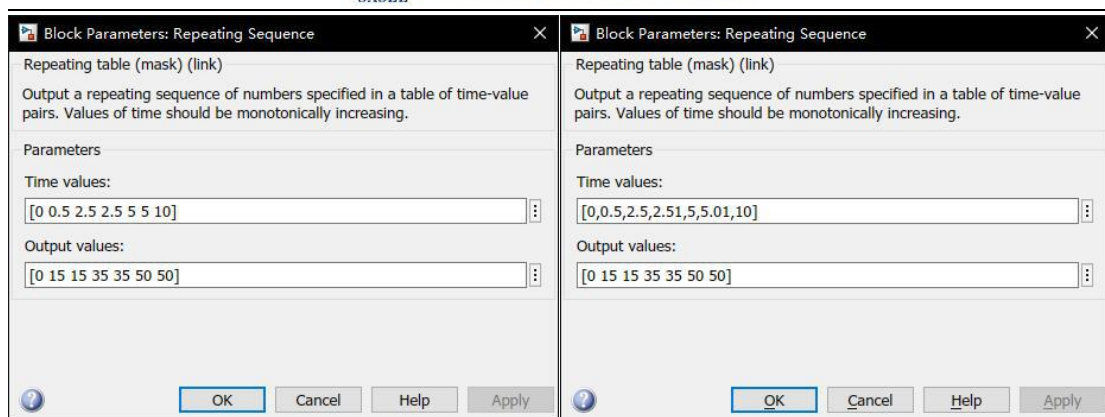 Block Parameters: Repeating Sequence
Repeating table (mask) (link)
Output a repeating sequence of numbers specified in a table of time-value
pairs. Values of time should be monotonically increasing.
Parameters
Time values:
[0 0.5 2.5 2.5 5 5 10]
Output values:
[0 15 15 35 35 50 50]
OK Cancel Help Apply
Block Parameters: Repeating Sequence
Repeating table (mask) (link)
Output a repeating sequence of numbers specified in a table of time-value
pairs. Values of time should be monotonically increasing.
Parameters
Time values:
[0,0.5,2.5,2.51,5,5.01,10]
Output values:
[0 15 15 35 35 50 50]
OK Cancel Help Apply